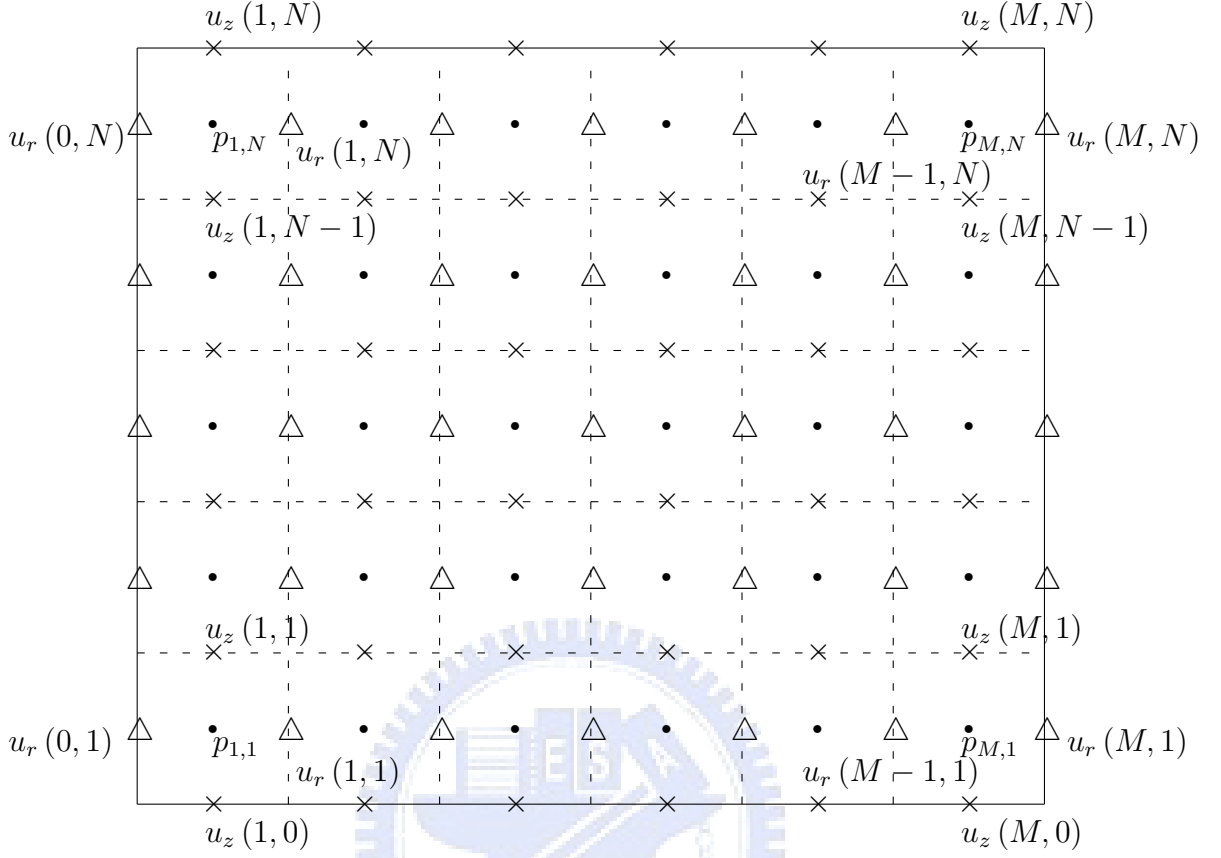 u_z (1, N) u_z (M, N)
u_r (0, N) p_{1,N} p_{M,N} u_r (M, N)
u_r (1, N)
u_r (M − 1, N)
u_z (1, N − 1) u_z (M, N − 1)
u_z (1, 1) u_z (M, 1)
u_r (0, 1) p_{1,1} p_{M,1} u_r (M, 1)
u_r (1, 1) u_r (M − 1, 1)
u_z (1, 0) u_z (M, 0)
E S A